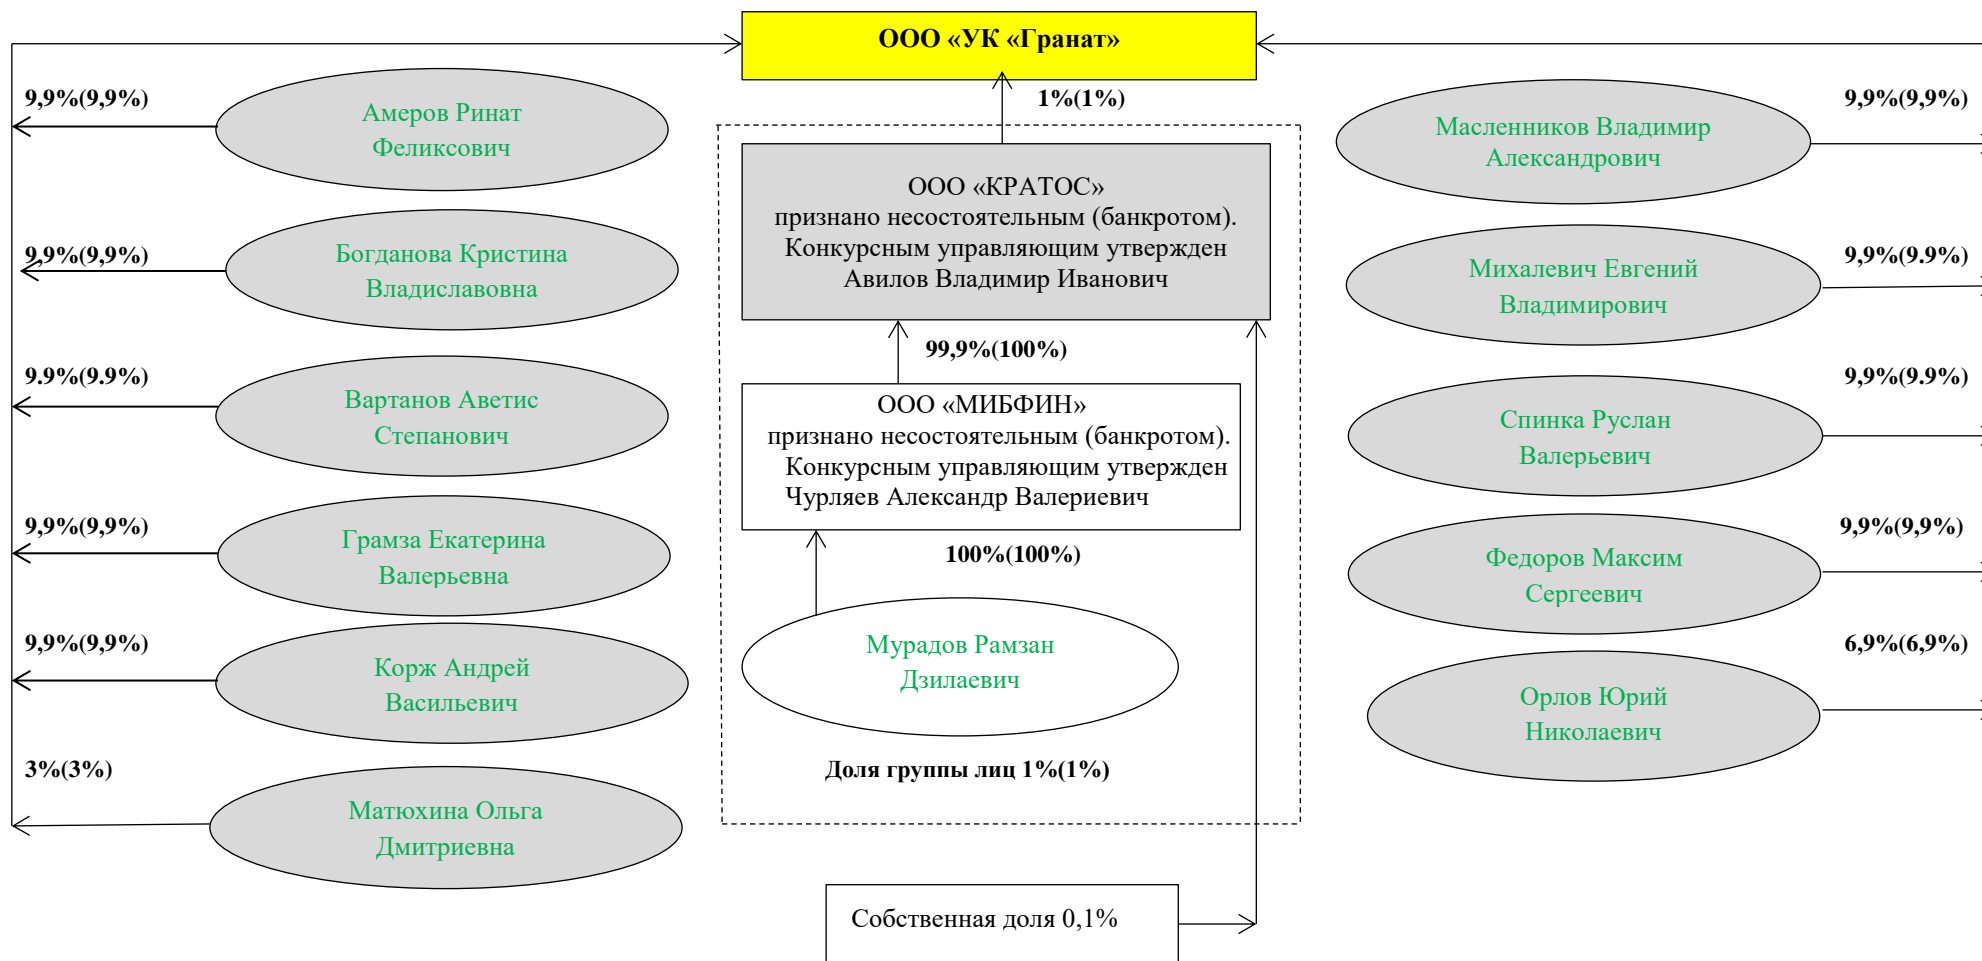 ООО «УК «Гранат»
1%(1%)
9,9%(9,9%)
Амеров Ринат
Феликсович
9,9%(9,9%)
Богданова Кристина
Владиславовна
9.9%(9.9%)
Вартанов Аветис
Степанович
9,9%(9,9%)
Грамза Екатерина
Валерьевна
9,9%(9,9%)
Корж Андрей
Васильевич
3%(3%)
Матюхина Ольга
Дмитриевна
ООО «КРАТОС»
признано несостоятельным (банкротом).
Конкурсным управляющим утвержден
Авилов Владимир Иванович
99,9%(100%)
ООО «МИБФИН»
признано несостоятельным (банкротом).
Конкурсным управляющим утвержден
Чурляев Александр Валериевич
100%(100%)
Мурадов Рамзан
Дзилаевич
Доля группы лиц 1%(1%)
Собственная доля 0,1%
9,9%(9,9%)
Масленников Владимир
Александрович
9,9%(9.9%)
Михалевич Евгений
Владимирович
9,9%(9.9%)
Спинка Руслан
Валерьевич
9,9%(9,9%)
Федоров Максим
Сергеевич
6,9%(6,9%)
Орлов Юрий
Николаевич